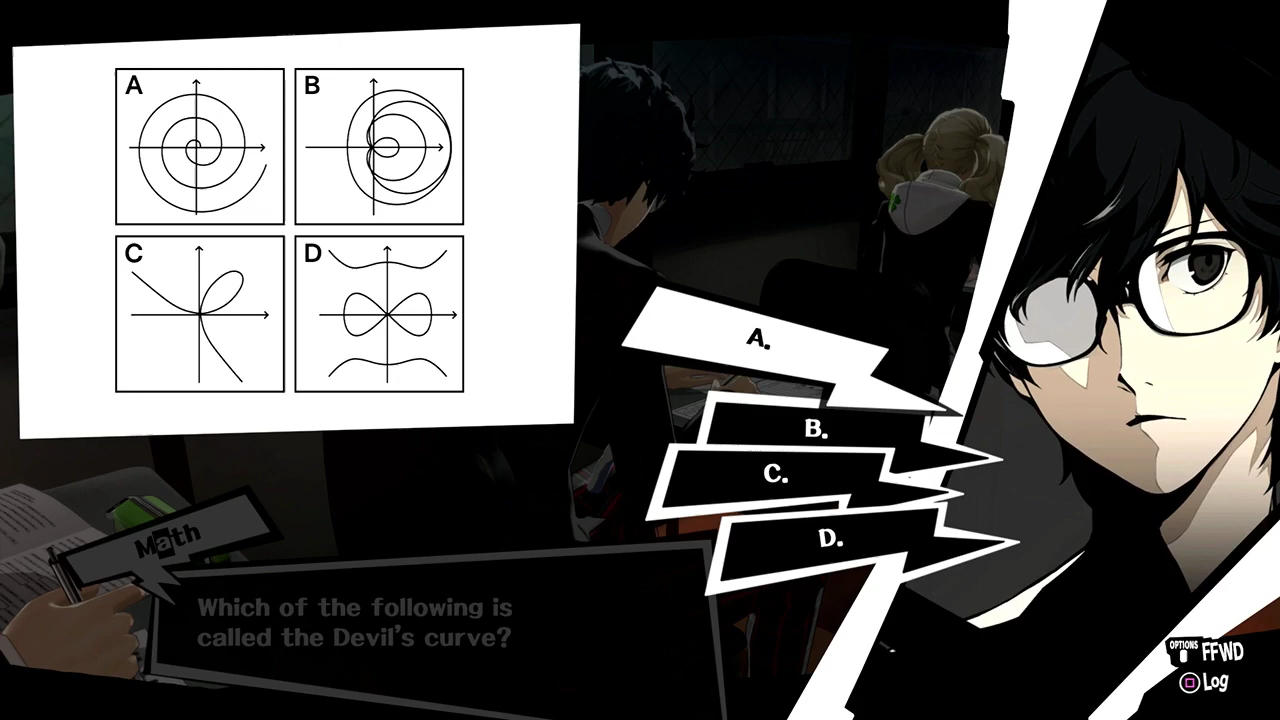 A
B
C
D
A.
B.
C.
D.
Math
Which of the following is
called the Devil's curve?
OPTIONS FFWD
Log